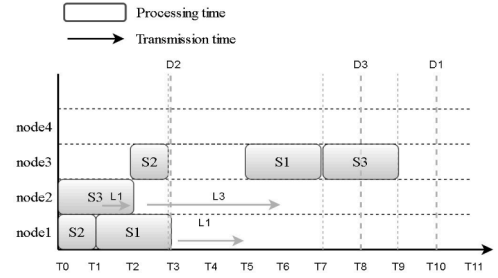 Processing time
Transmission time
D2 D3 D1
node4
node3 S2 S1 S3
node2 S3 L1 L3
node1 S2 S1 L1
T0 T1 T2 T3 T4 T5 T6 T7 T8 T9 T10 T11